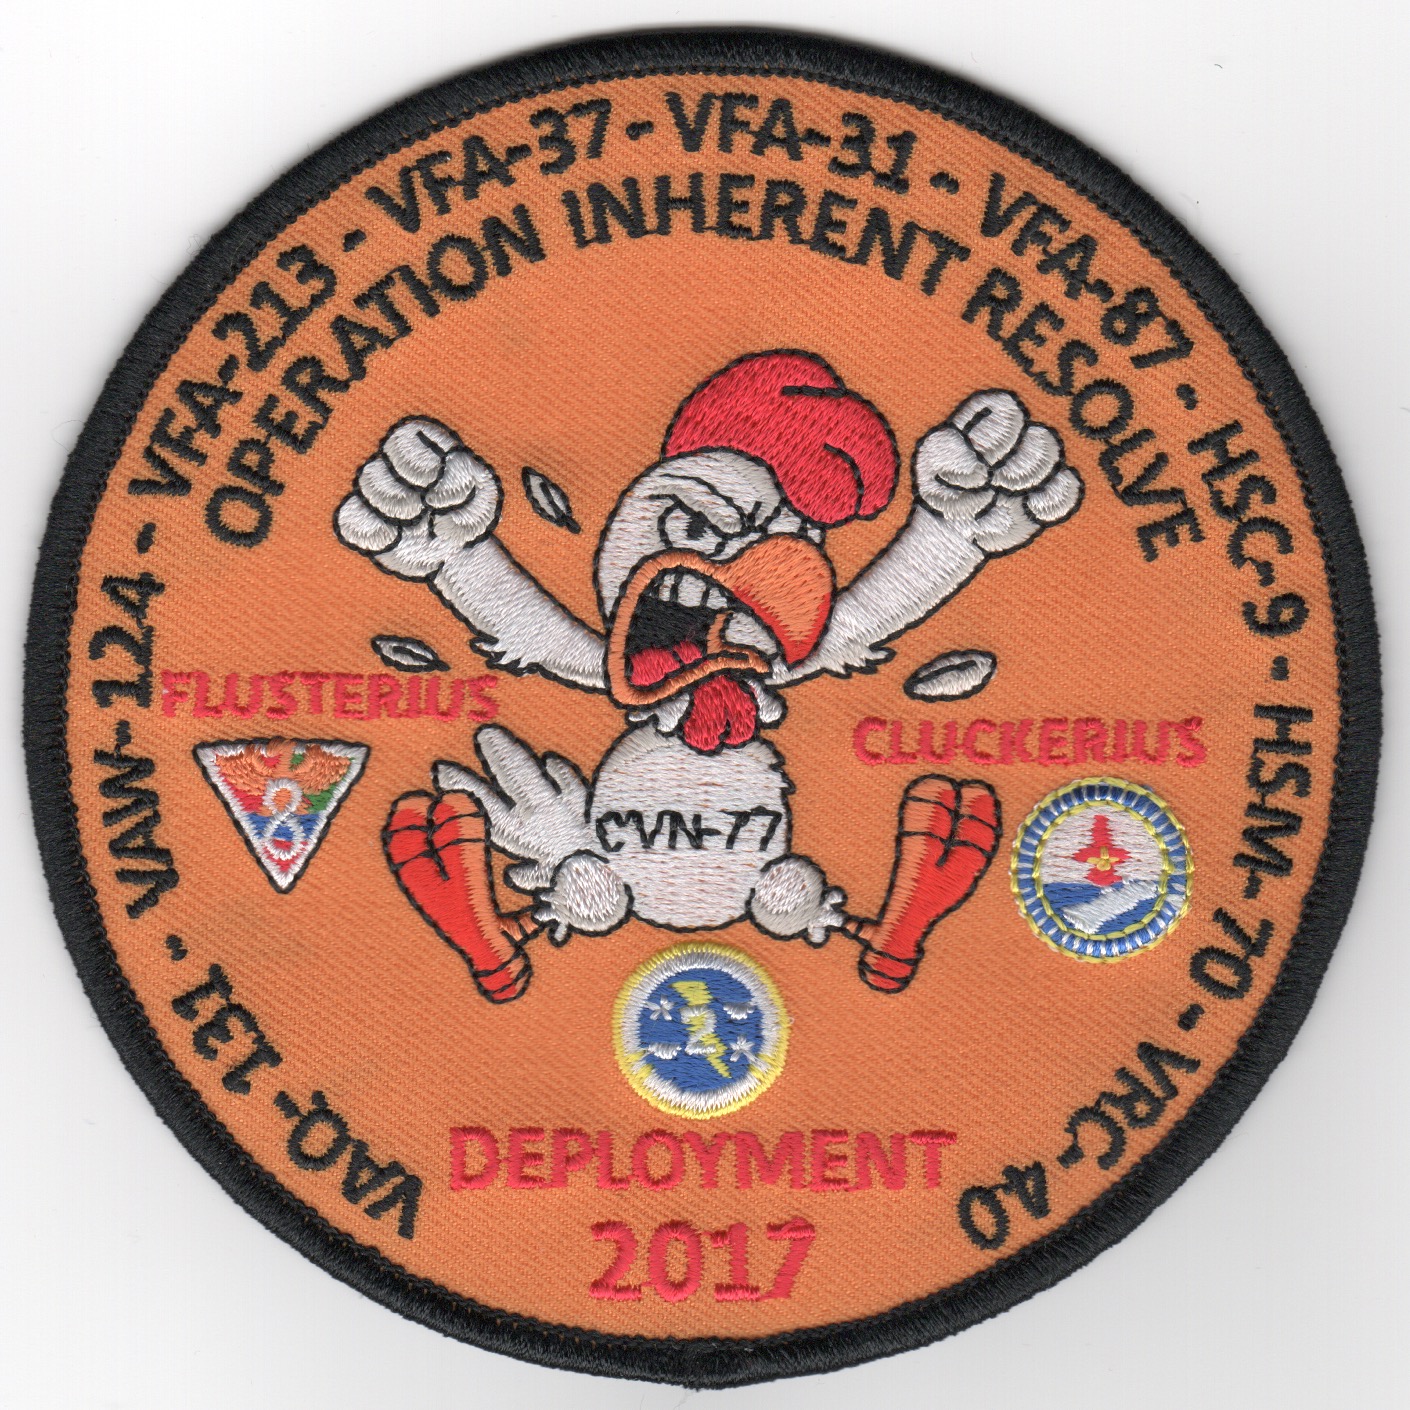 VAQ-131 - VAW-124 - VFA-213 - VFA-37 - VFA-31 - VFA-87 - HSC-9 - HSM-70 - VRC-40
OPERATION INHERENT RESOLVE
FLUSTERIUS
CLUCKERIUS
CVN-77
2
DEPLOYMENT
2017